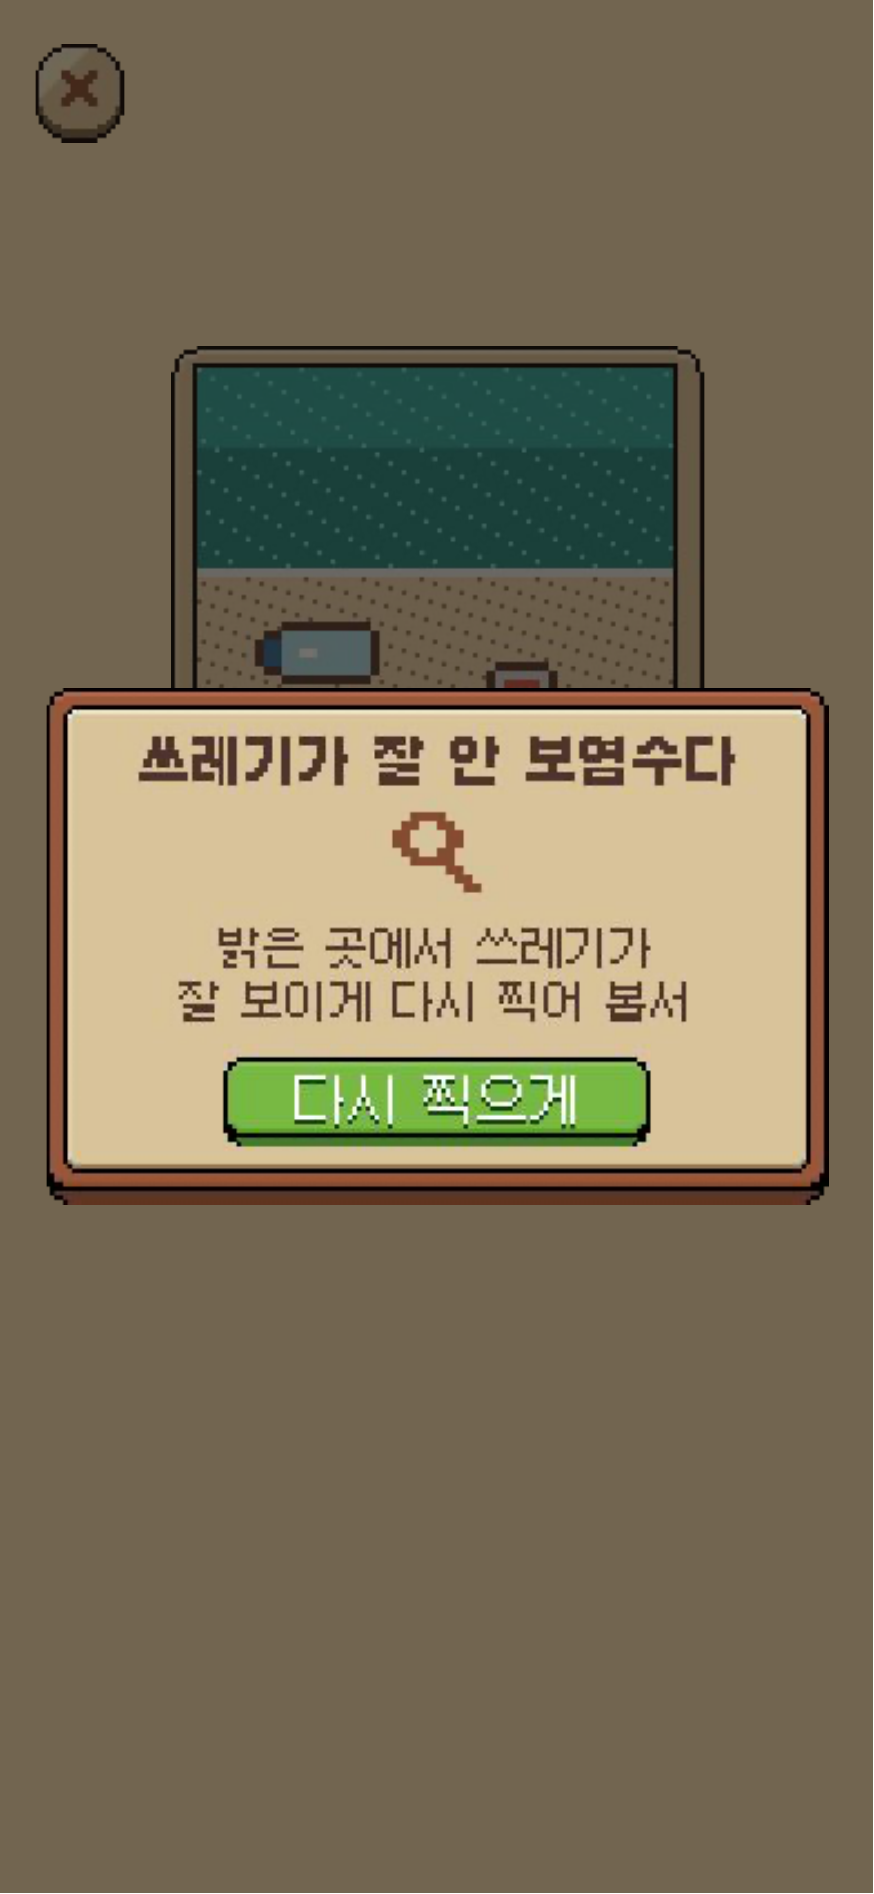 쓰레기가 잘 안 보염수다
밝은 곳에서 쓰레기가
잘 보이게 다시 찍어 봅서
다시 찍으게